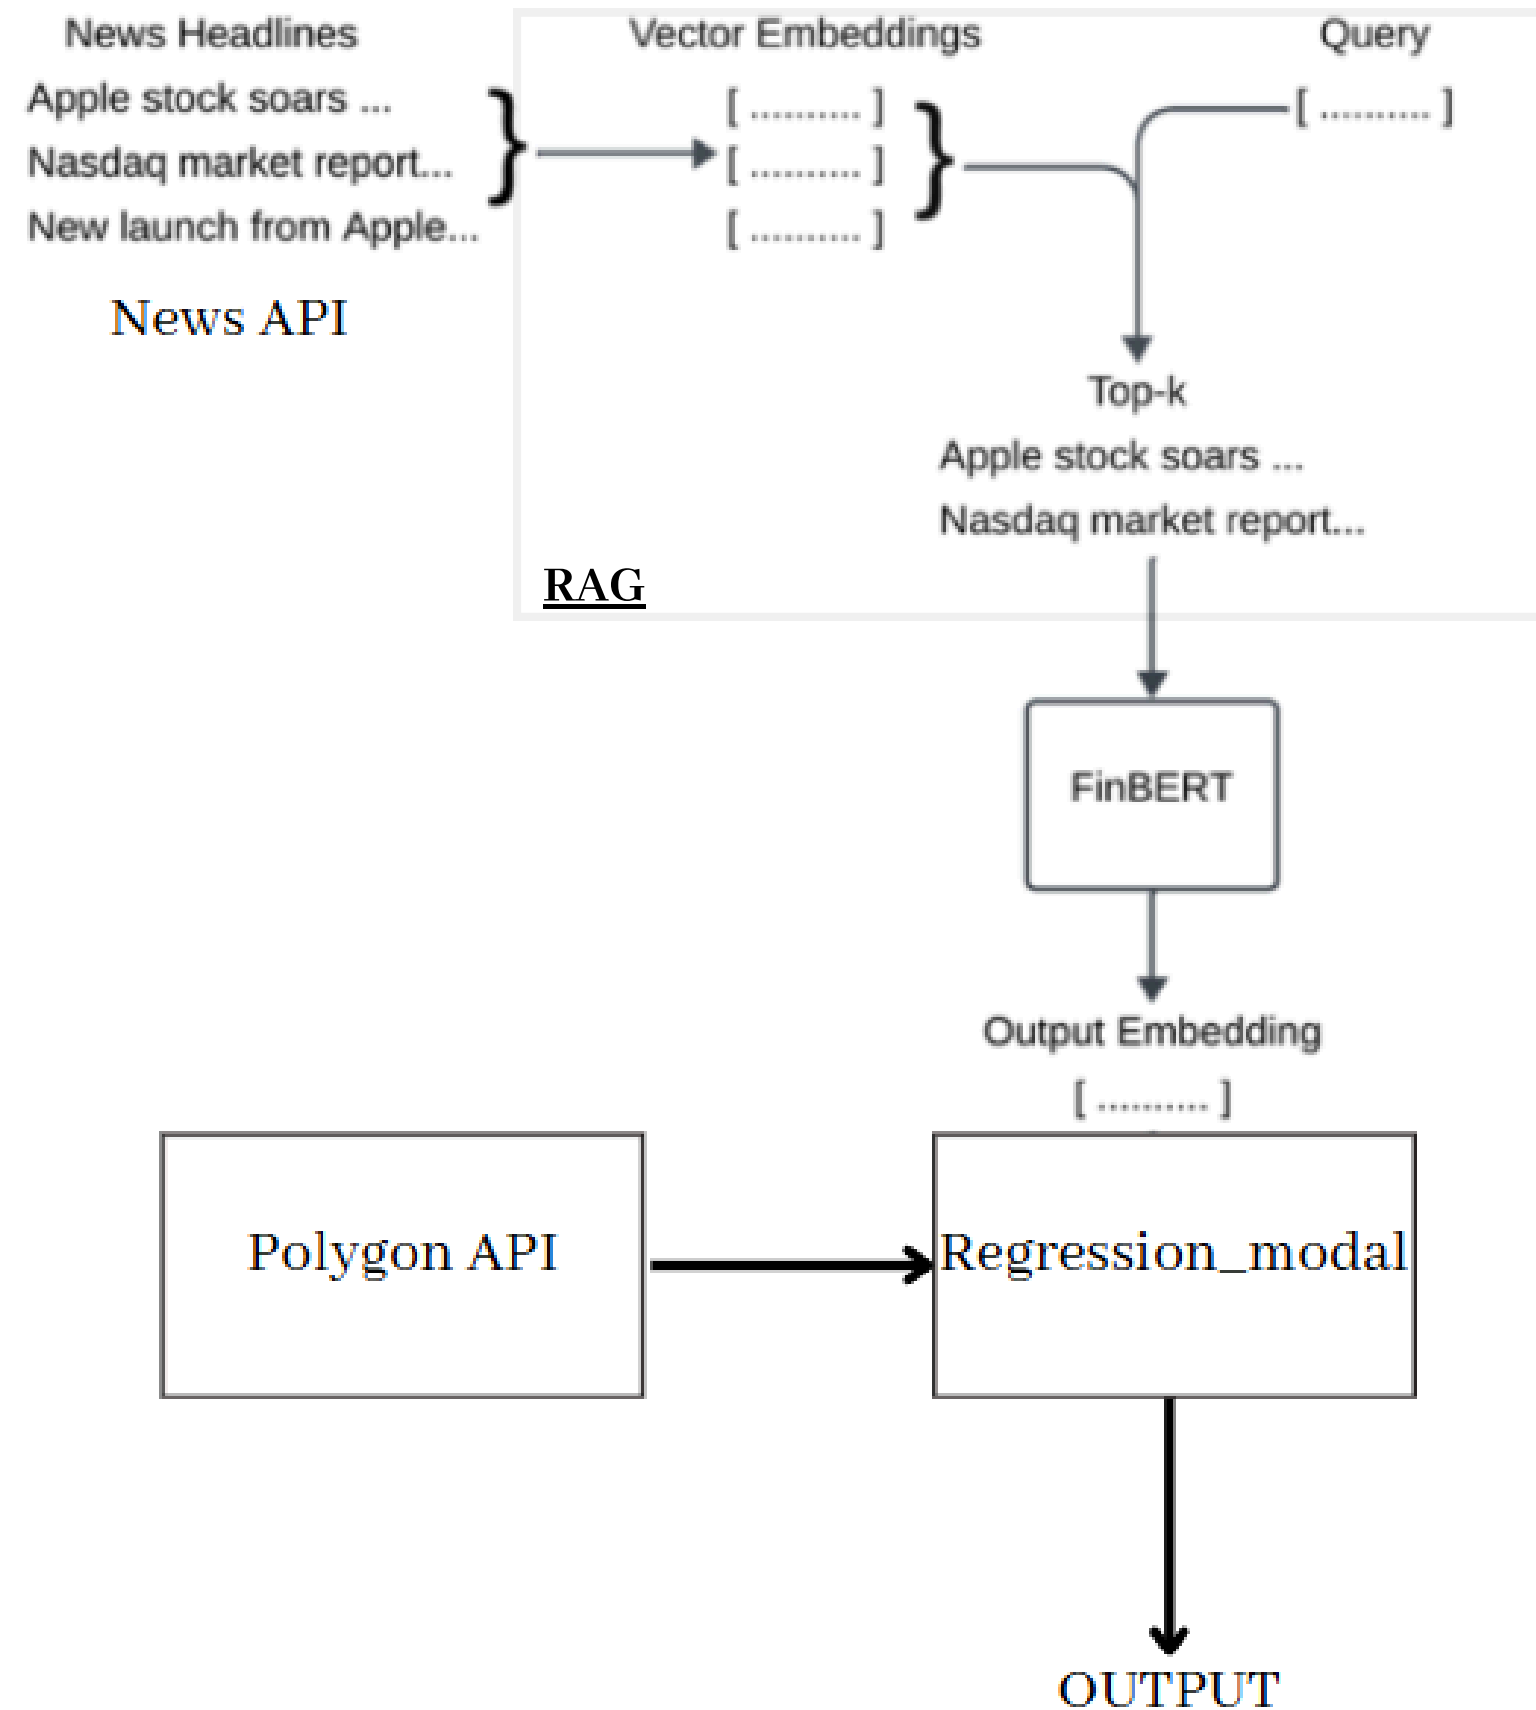 News Headlines
Apple stock soars ...
Nasdaq market report...
New launch from Apple...
News API
Vector Embeddings
[ .......... ]
[ .......... ]
[ .......... ]
Query
[ .......... ]
Top-k
Apple stock soars ...
Nasdaq market report...
RAG
FinBERT
Output Embedding
[ .......... ]
Polygon API
Regression_modal
OUTPUT